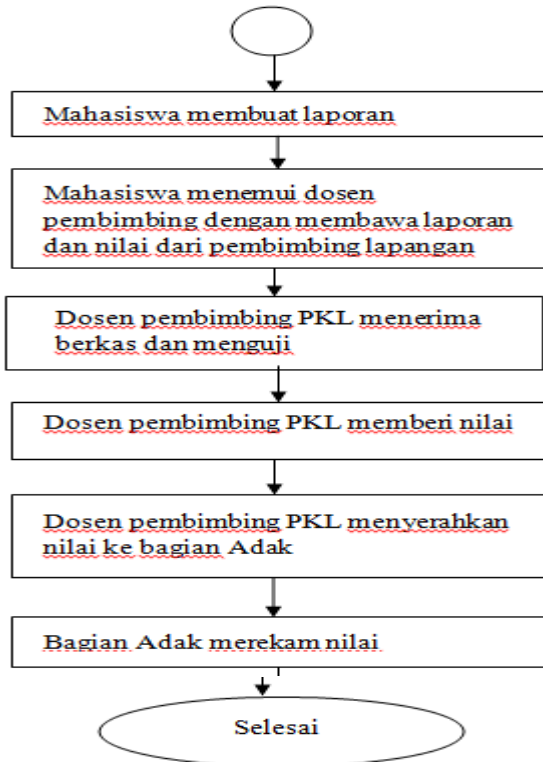 Mahasiswa membuat laporan
Mahasiswa menemui dosen
pembimbing dengan membawa laporan
dan nilai dari pembimbing lapangan
Dosen pembimbing PKL menerima
berkas dan menguji
Dosen pembimbing PKL memberi nilai
Dosen pembimbing PKL menyerahkan
nilai ke bagian Adak
Bagian Adak merekam nilai
Selesai